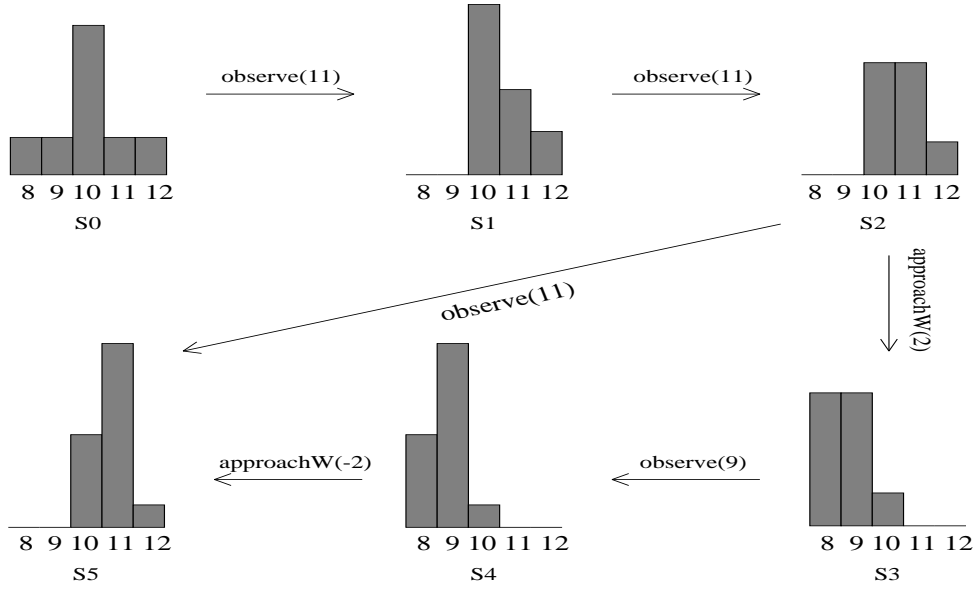 observe(11)
observe(11)
8 9 10 11 12
8 9 10 11 12
8 9 10 11 12
S0
S1
S2
observe(11)
approachW(2)
approachW(-2)
observe(9)
8 9 10 11 12
8 9 10 11 12
8 9 10 11 12
S5
S4
S3